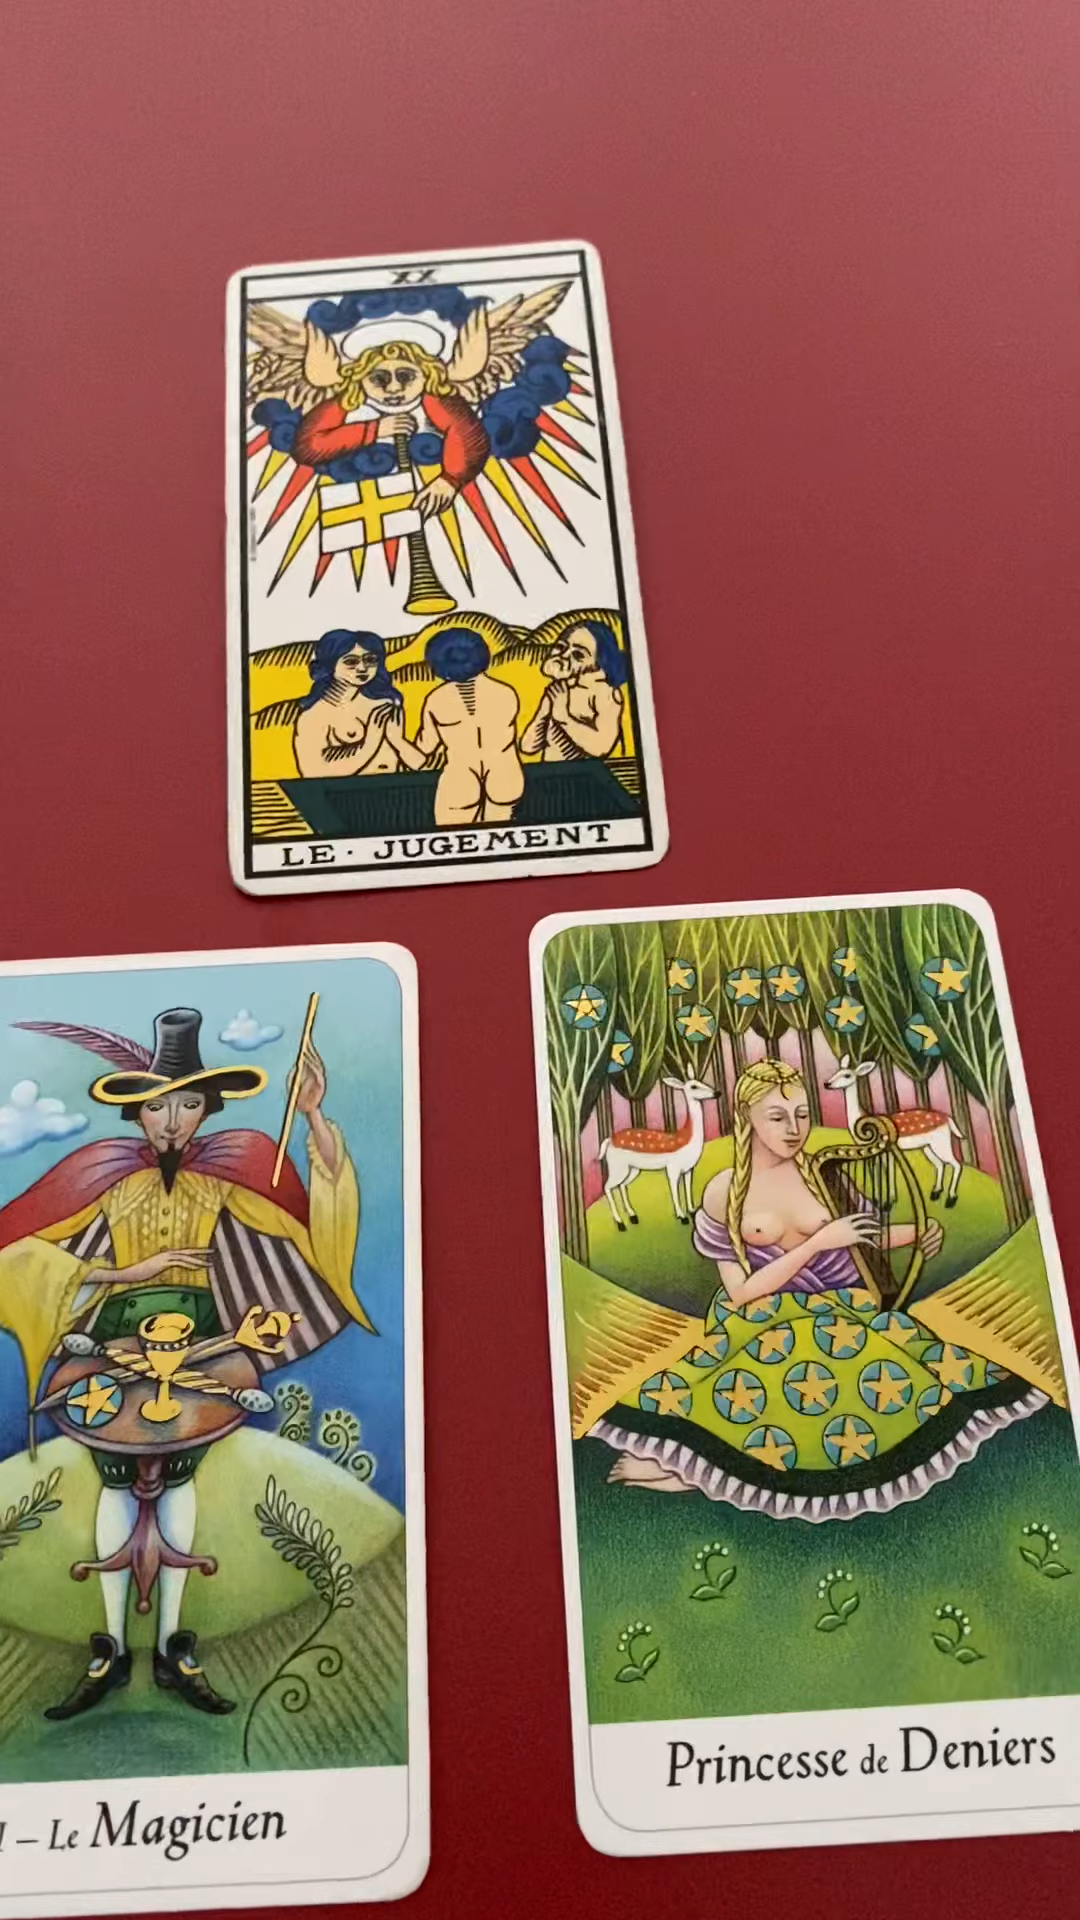 XX
LE · JUGEMENT
I – Le Magicien
Princesse de Deniers